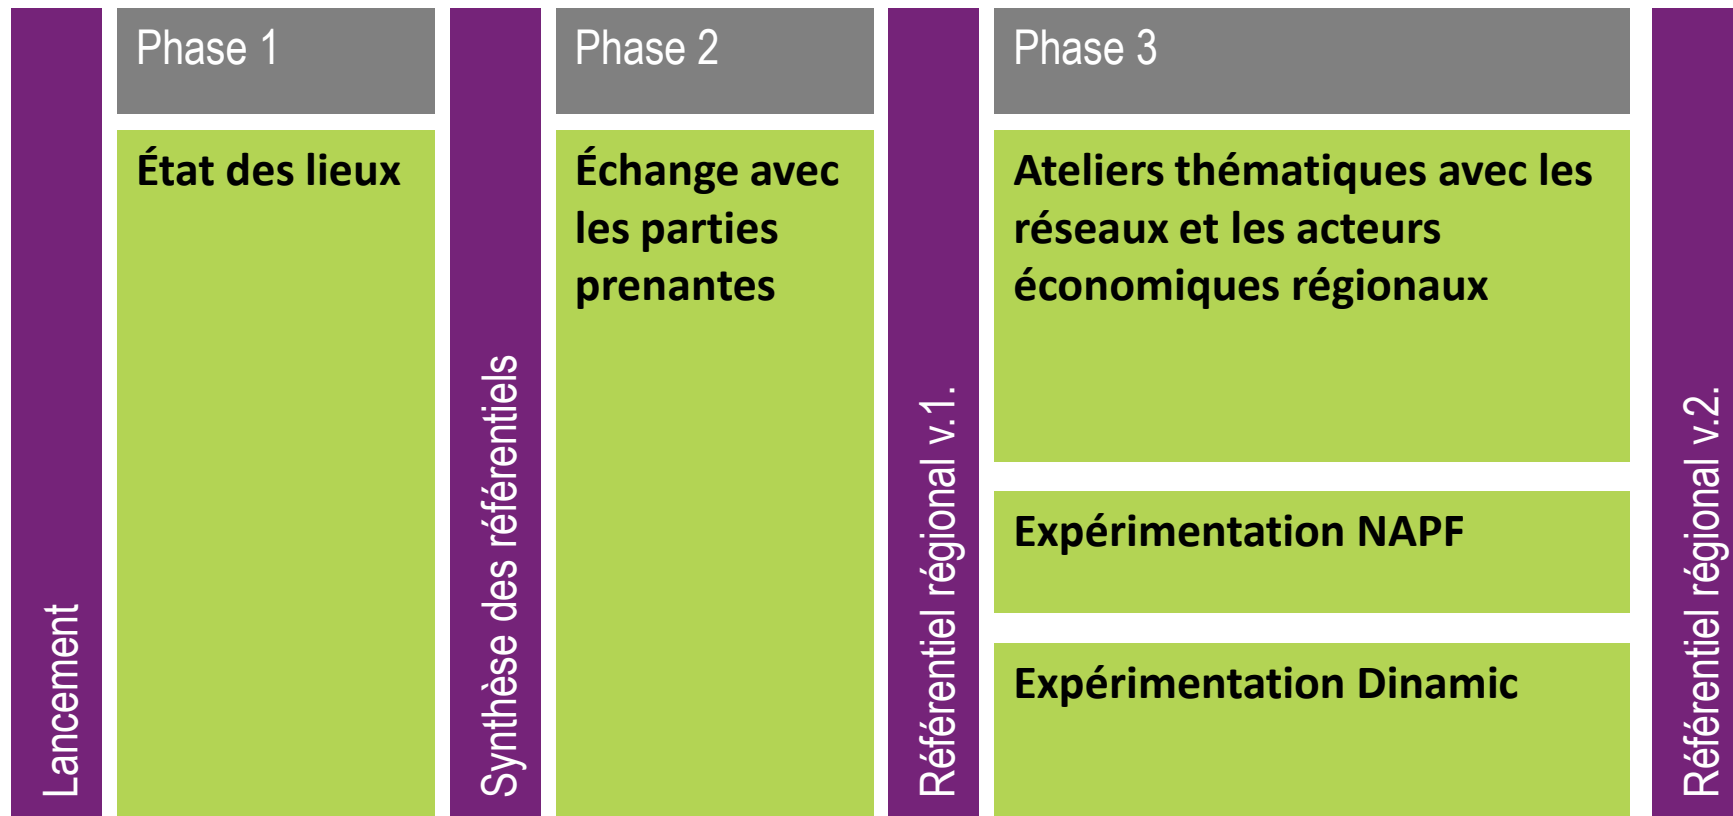 Lancement
Phase 1
État des lieux
Synthèse des référentiels
Phase 2
Échange avec
les parties
prenantes
Référentiel régional v.1.
Phase 3
Ateliers thématiques avec les
réseaux et les acteurs
économiques régionaux
Expérimentation NAPF
Expérimentation Dinamic
Référentiel régional v.2.